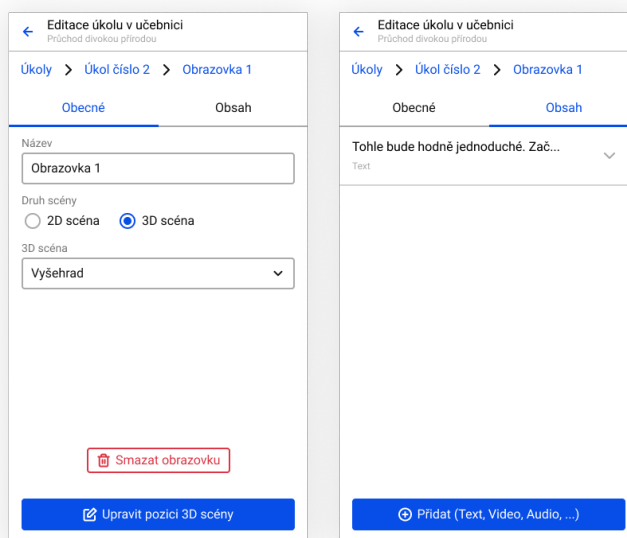 Editace úkolu v učebnici
Průchod divokou přírodou
Úkoly > Úkol číslo 2 > Obrazovka 1
Obecné Obsah
Název
Obrazovka 1
Druh scény
2D scéna 3D scéna
3D scéna
Vyšehrad
Smazat obrazovku
Upravit pozici 3D scény
Editace úkolu v učebnici
Průchod divokou přírodou
Úkoly > Úkol číslo 2 > Obrazovka 1
Obecné Obsah
Tohle bude hodně jednoduché. Zač...
Text
Přidat (Text, Video, Audio, ...)